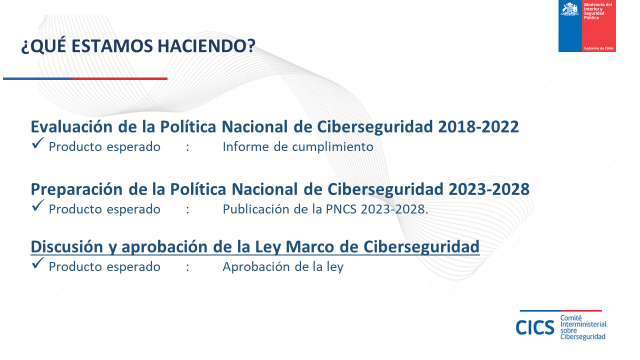 Ministerio del
Interior y
Seguridad
Pública
Gobierno de Chile
¿QUÉ ESTAMOS HACIENDO?
Evaluación de la Política Nacional de Ciberseguridad 2018-2022
✓ Producto esperado : Informe de cumplimiento
Preparación de la Política Nacional de Ciberseguridad 2023-2028
✓ Producto esperado : Publicación de la PNCS 2023-2028.
Discusión y aprobación de la Ley Marco de Ciberseguridad
✓ Producto esperado : Aprobación de la ley
CICS
Comité
Interministerial
sobre
Ciberseguridad